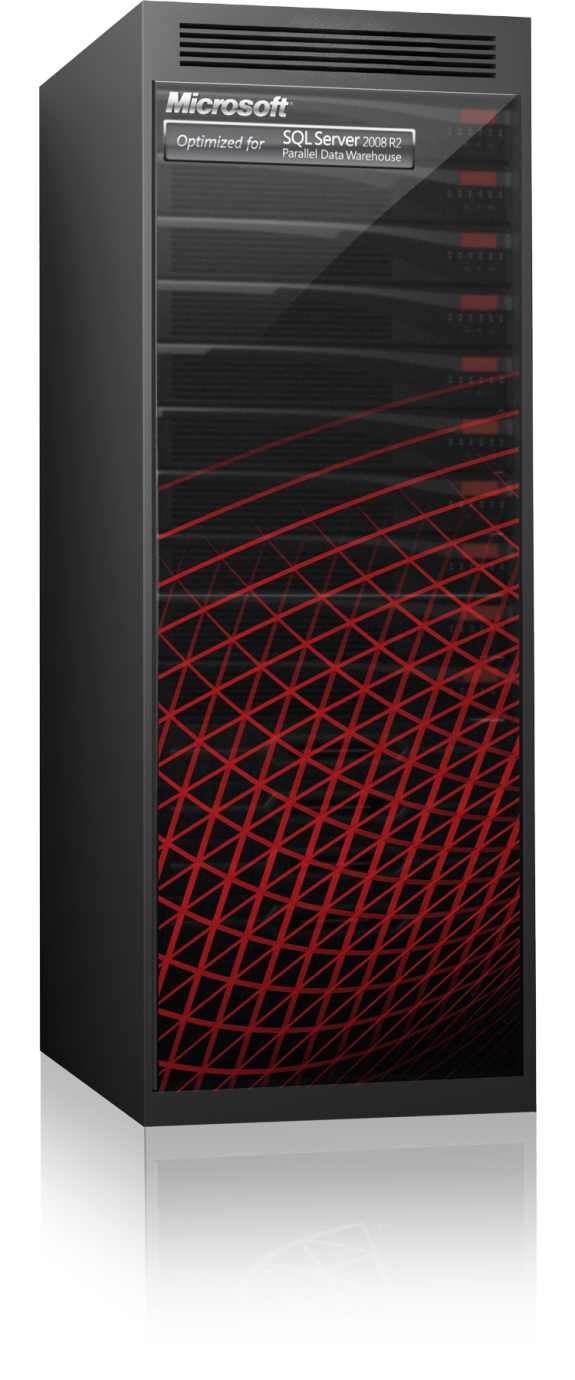 Microsoft
Optimized for SQL Server 2008 R2
Parallel Data Warehouse